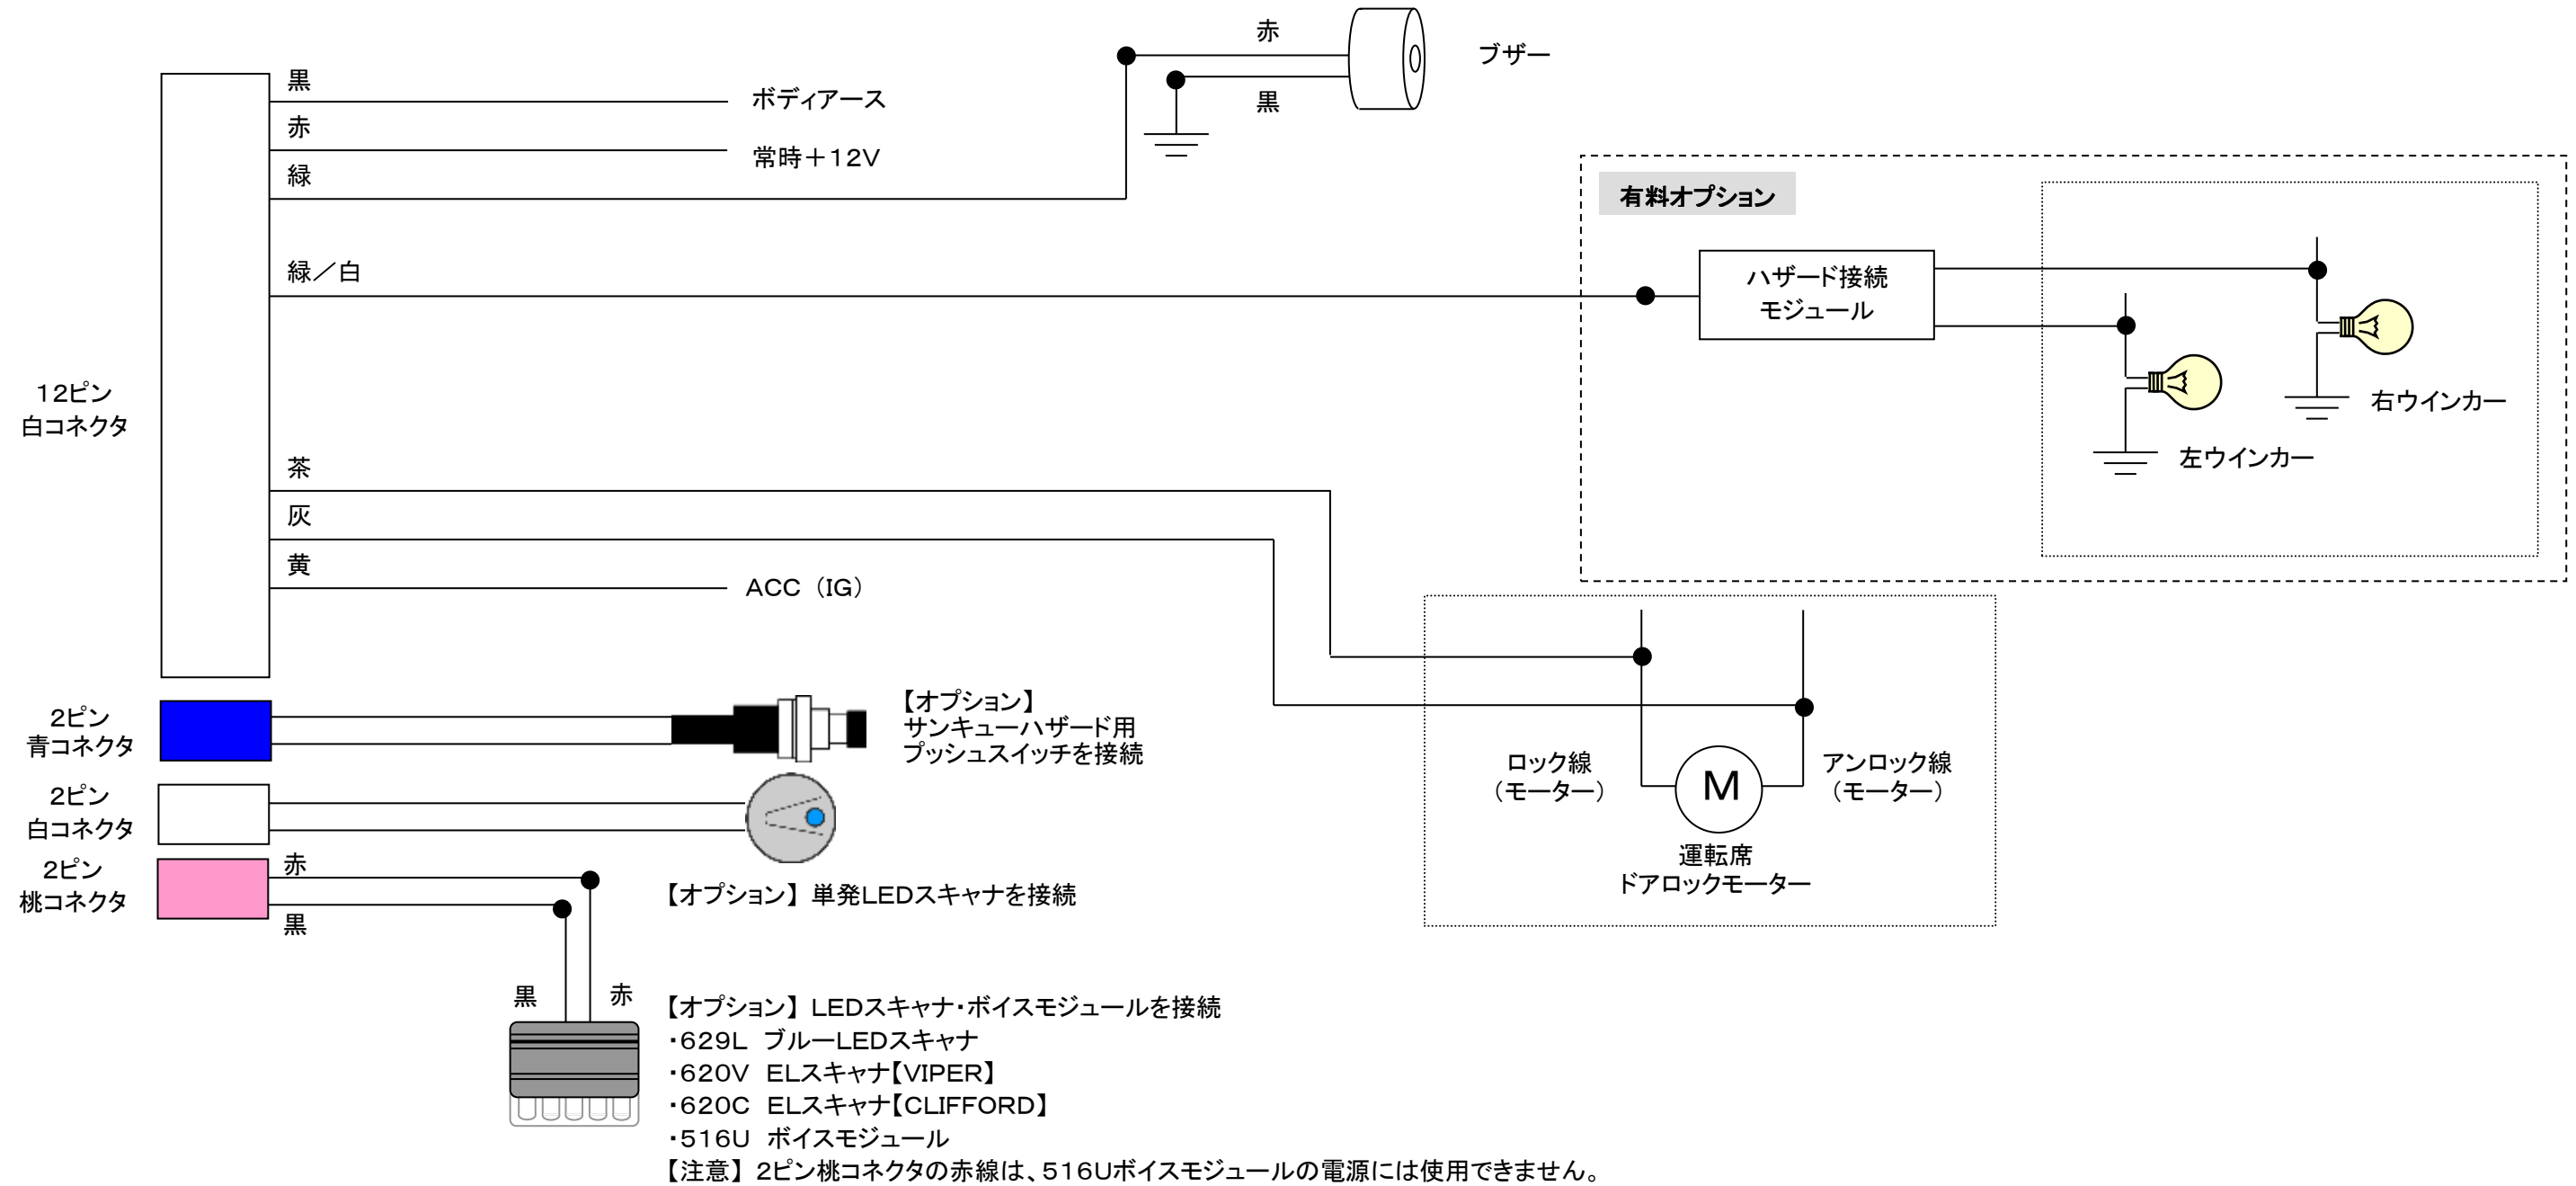 赤
ブザー
黒
黒
ボディアース
赤
常時＋１２Ｖ
緑
有料オプション
緑／白
ハザード接続
モジュール
右ウインカー
左ウインカー
１２ピン
白コネクタ
茶
灰
黄
ACC（IG）
２ピン
青コネクタ
【オプション】
サンキューハザード用
プッシュスイッチを接続
ロック線
（モーター）
M
アンロック線
（モーター）
運転席
ドアロックモーター
２ピン
白コネクタ
２ピン
桃コネクタ
赤
黒
【オプション】単発LEDスキャナを接続
黒
赤
【オプション】LEDスキャナ・ボイスモジュールを接続
・６２９L　ブルーLEDスキャナ
・６２０V　ELスキャナ【VIPER】
・６２０C　ELスキャナ【CLIFFORD】
・５１６U　ボイスモジュール
【注意】２ピン桃コネクタの赤線は、５１６Uボイスモジュールの電源には使用できません。